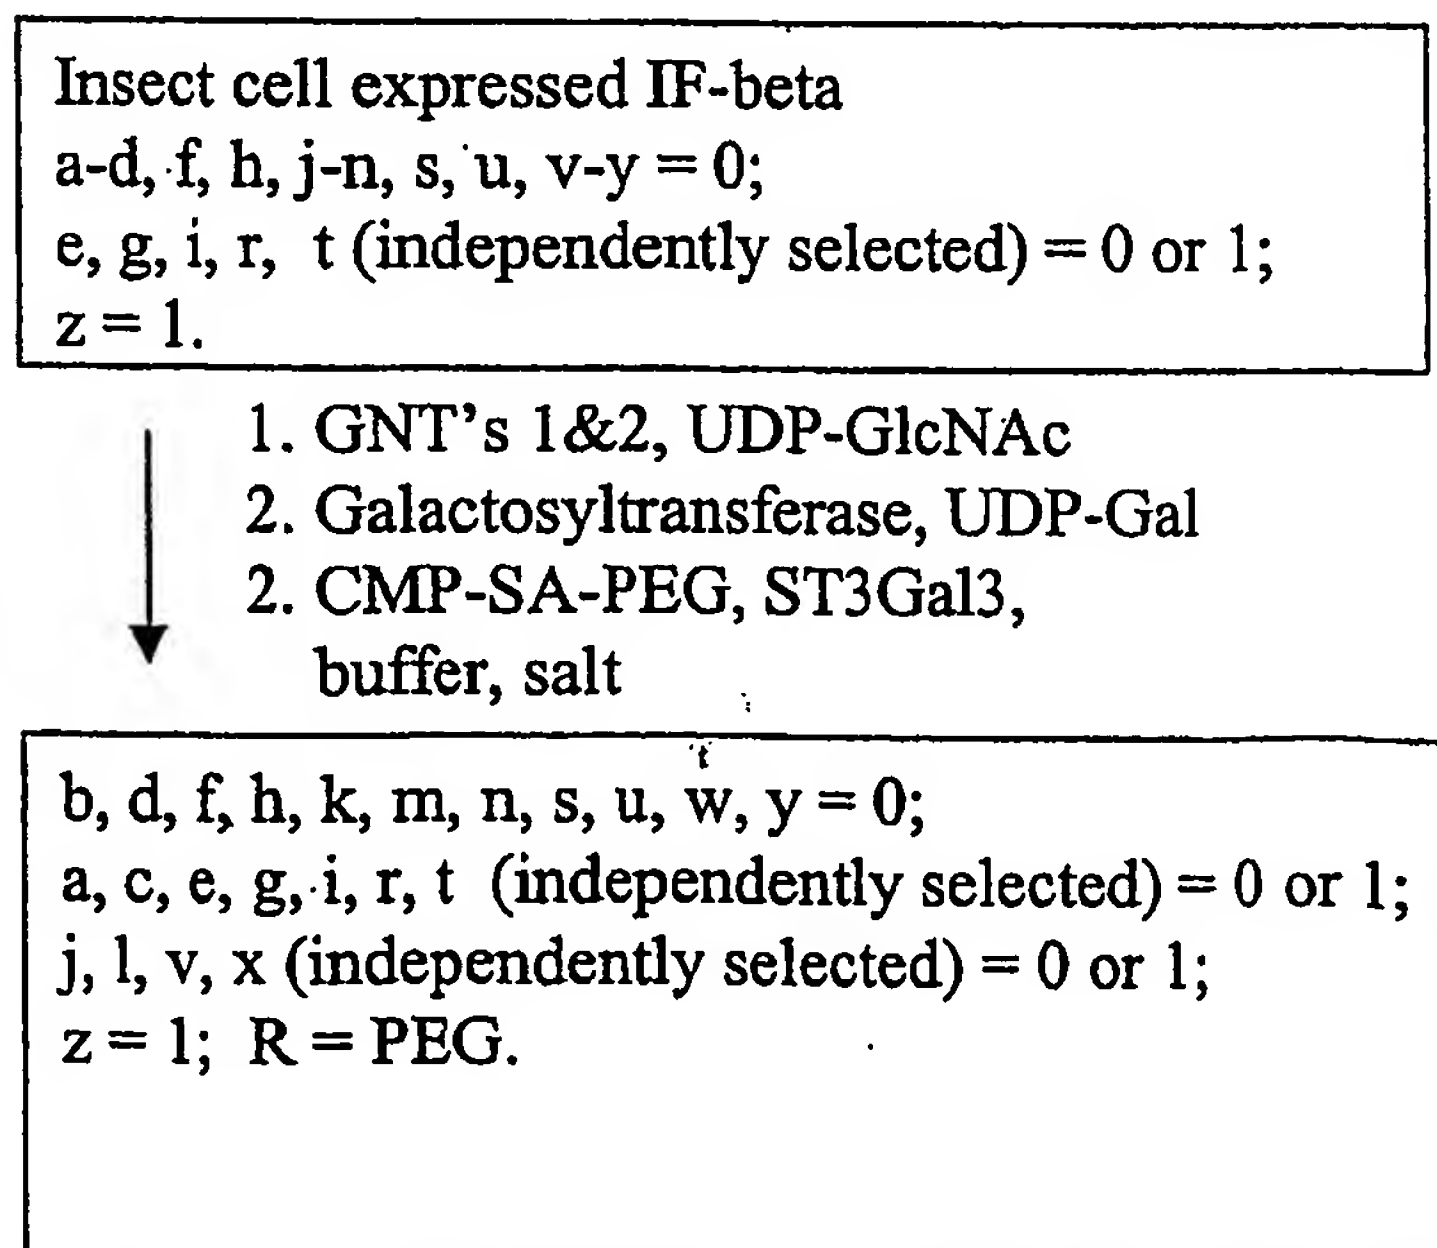 Insect cell expressed IF-beta
a-d, f, h, j-n, s, u, v-y = 0;
e, g, i, r, t (independently selected) = 0 or 1;
z = 1.
1. GNT's 1&2, UDP-GlcNAc
2. Galactosyltransferase, UDP-Gal
2. CMP-SA-PEG, ST3Gal3,
buffer, salt
b, d, f, h, k, m, n, s, u, w, y = 0;
a, c, e, g, i, r, t (independently selected) = 0 or 1;
j, l, v, x (independently selected) = 0 or 1;
z = 1; R = PEG.